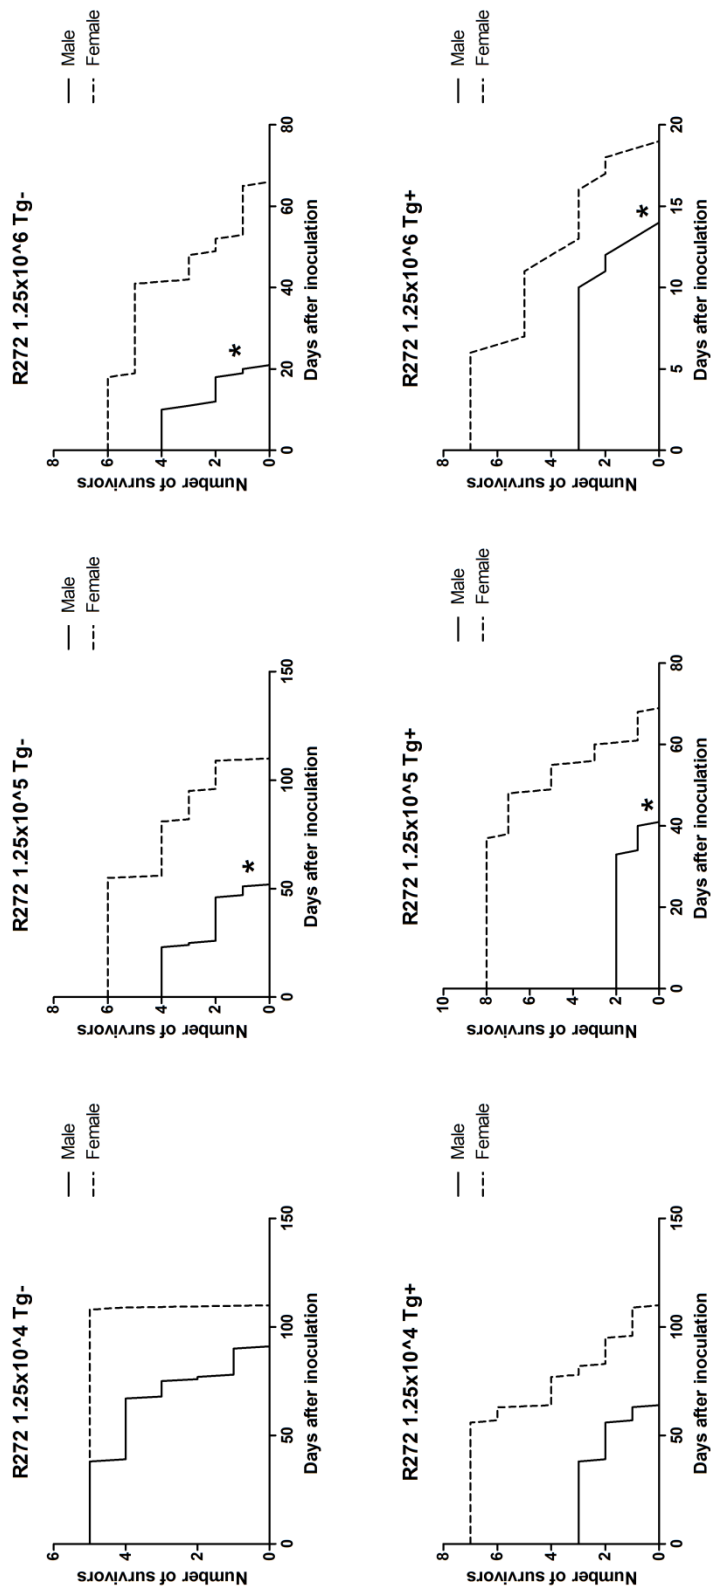 R272 1.25x10^4 Tg-
Male
Female
Number of survivors
6
4
2
0
0
50
100
150
Days after inoculation
R272 1.25x10^5 Tg-
Male
Female
Number of survivors
8
6
4
2
0
0
50
100
150
Days after inoculation
*
R272 1.25x10^6 Tg-
Male
Female
Number of survivors
8
6
4
2
0
0
20
40
60
80
Days after inoculation
*
R272 1.25x10^4 Tg+
Male
Female
Number of survivors
8
6
4
2
0
0
50
100
150
Days after inoculation
R272 1.25x10^5 Tg+
Male
Female
Number of survivors
10
8
6
4
2
0
0
20
40
60
80
Days after inoculation
*
R272 1.25x10^6 Tg+
Male
Female
Number of survivors
8
6
4
2
0
0
5
10
15
20
Days after inoculation
*